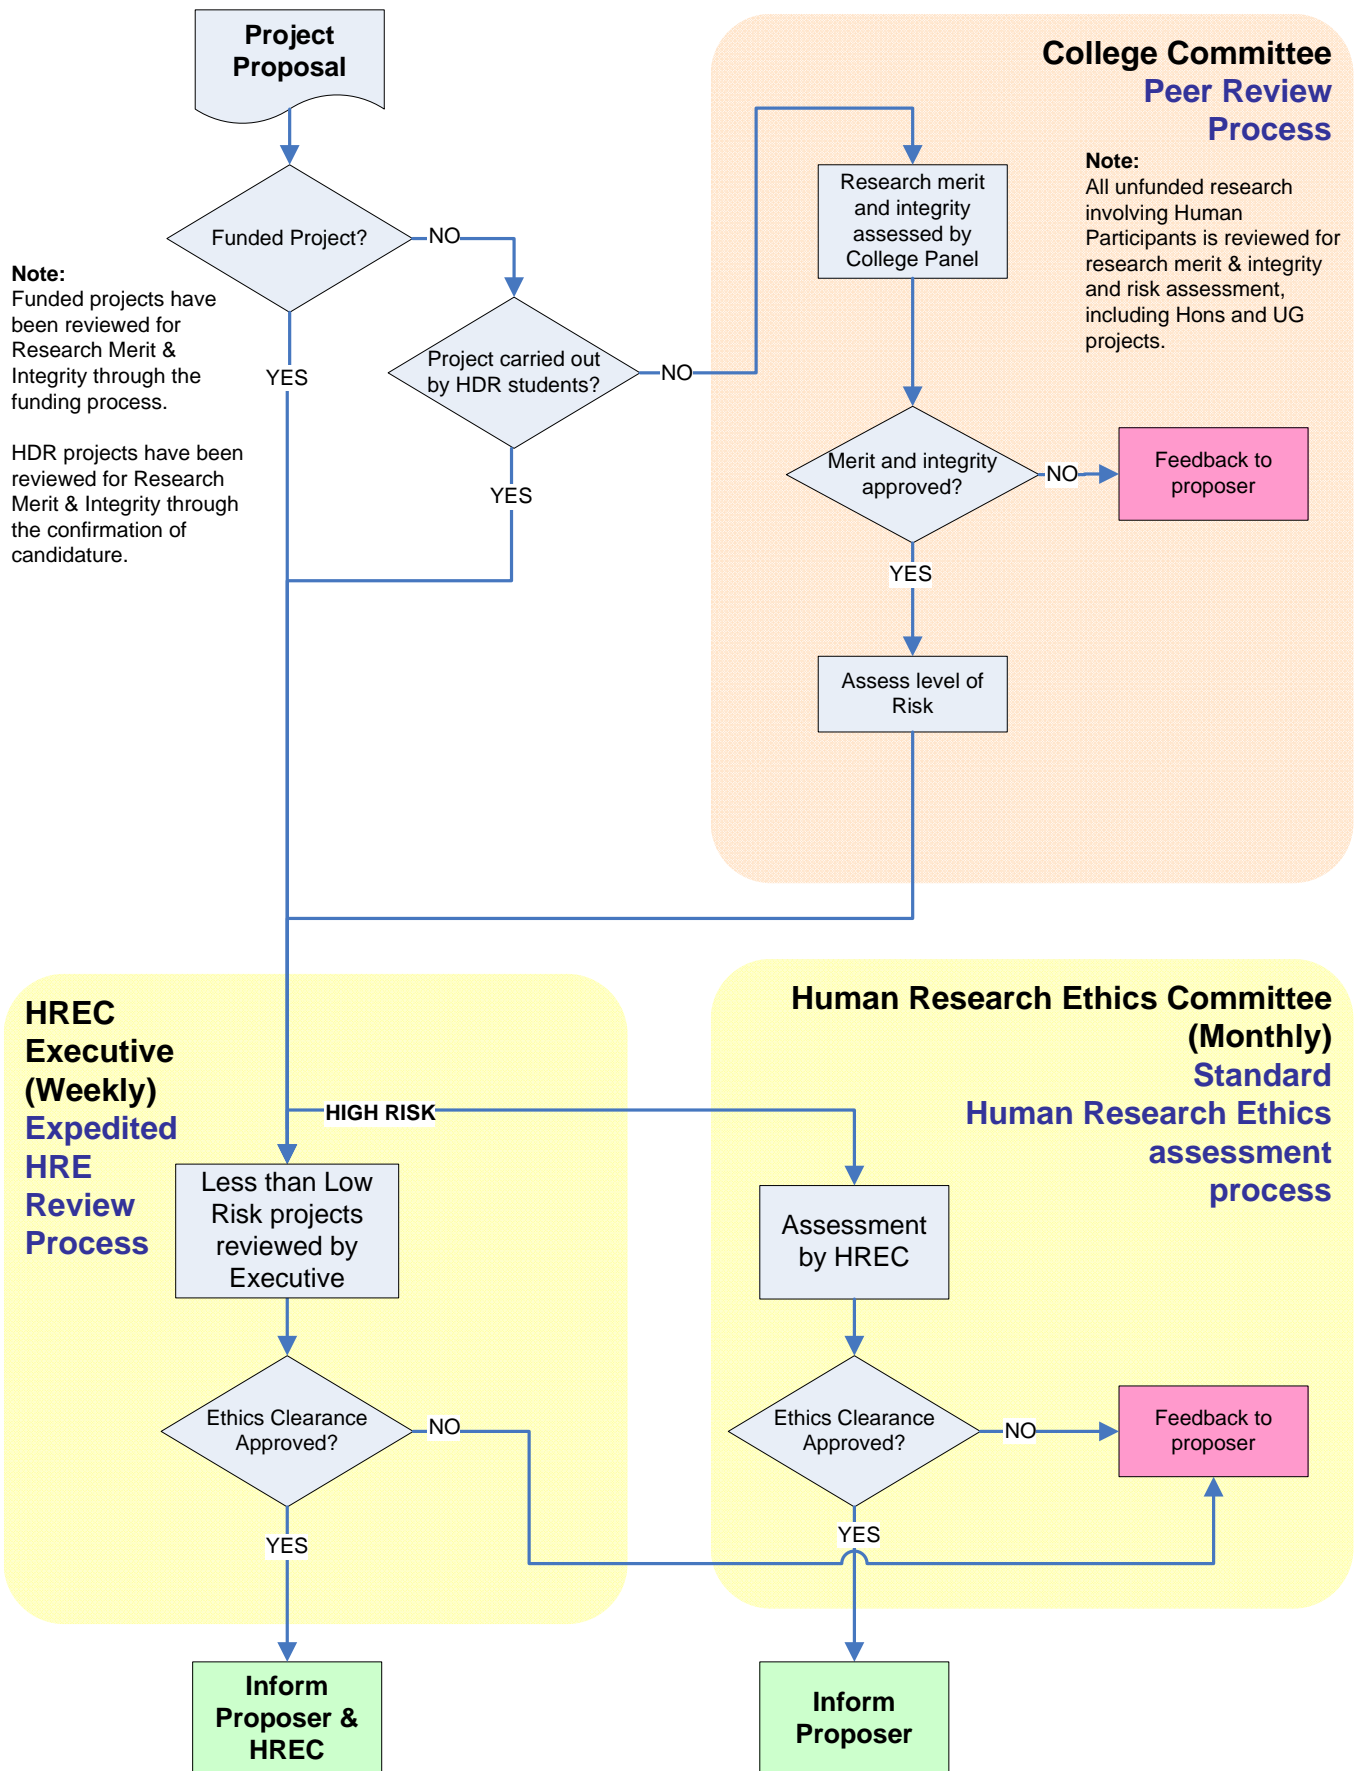 Project
Proposal
College Committee
Peer Review
Process
Note:
All unfunded research
involving Human
Participants is reviewed for
research merit & integrity
and risk assessment,
including Hons and UG
projects.
Research merit
and integrity
assessed by
College Panel
Funded Project?
NO
Note:
Funded projects have
been reviewed for
Research Merit &
Integrity through the
funding process.
HDR projects have been
reviewed for Research
Merit & Integrity through
the confirmation of
candidature.
YES
Project carried out
by HDR students?
NO
YES
Merit and integrity
approved?
NO
Feedback to
proposer
YES
Assess level of
Risk
HREC
Executive
(Weekly)
Expedited
HRE
Review
Process
Human Research Ethics Committee
(Monthly)
Standard
Human Research Ethics
assessment
process
HIGH RISK
Less than Low
Risk projects
reviewed by
Executive
Assessment
by HREC
Ethics Clearance
Approved?
NO
Ethics Clearance
Approved?
NO
Feedback to
proposer
YES
YES
Inform
Proposer &
HREC
Inform
Proposer